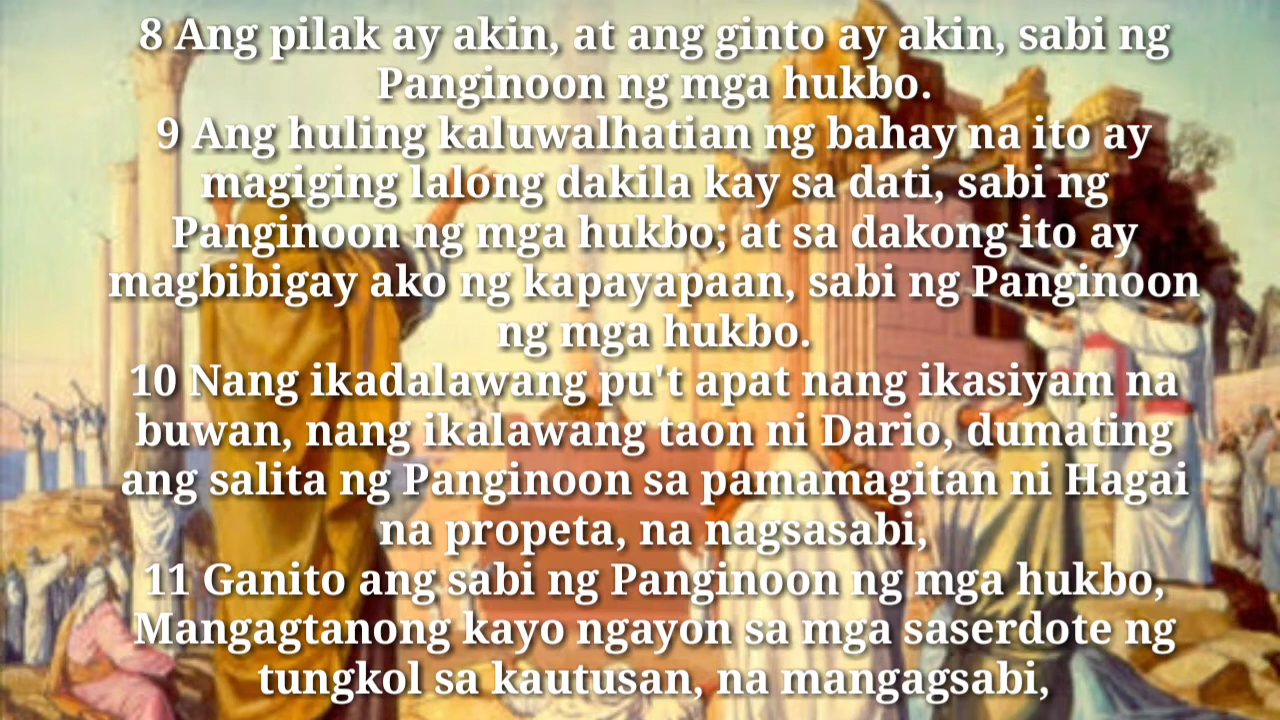 8 Ang pilak ay akin, at ang ginto ay akin, sabi ng
Panginoon ng mga hukbo.
9 Ang huling kaluwalhatian ng bahay na ito ay
magiging lalong dakila kay sa dati, sabi ng
Panginoon ng mga hukbo; at sa dakong ito ay
magbibigay ako ng kapayapaan, sabi ng Panginoon
ng mga hukbo.
10 Nang ikadalawang pu't apat nang ikasiyam na
buwan, nang ikalawang taon ni Dario, dumating
ang salita ng Panginoon sa pamamagitan ni Hagai
na propeta, na nagsasabi,
11 Ganito ang sabi ng Panginoon ng mga hukbo,
Mangagtanong kayo ngayon sa mga saserdote ng
tungkol sa kautusan, na mangagsabi,